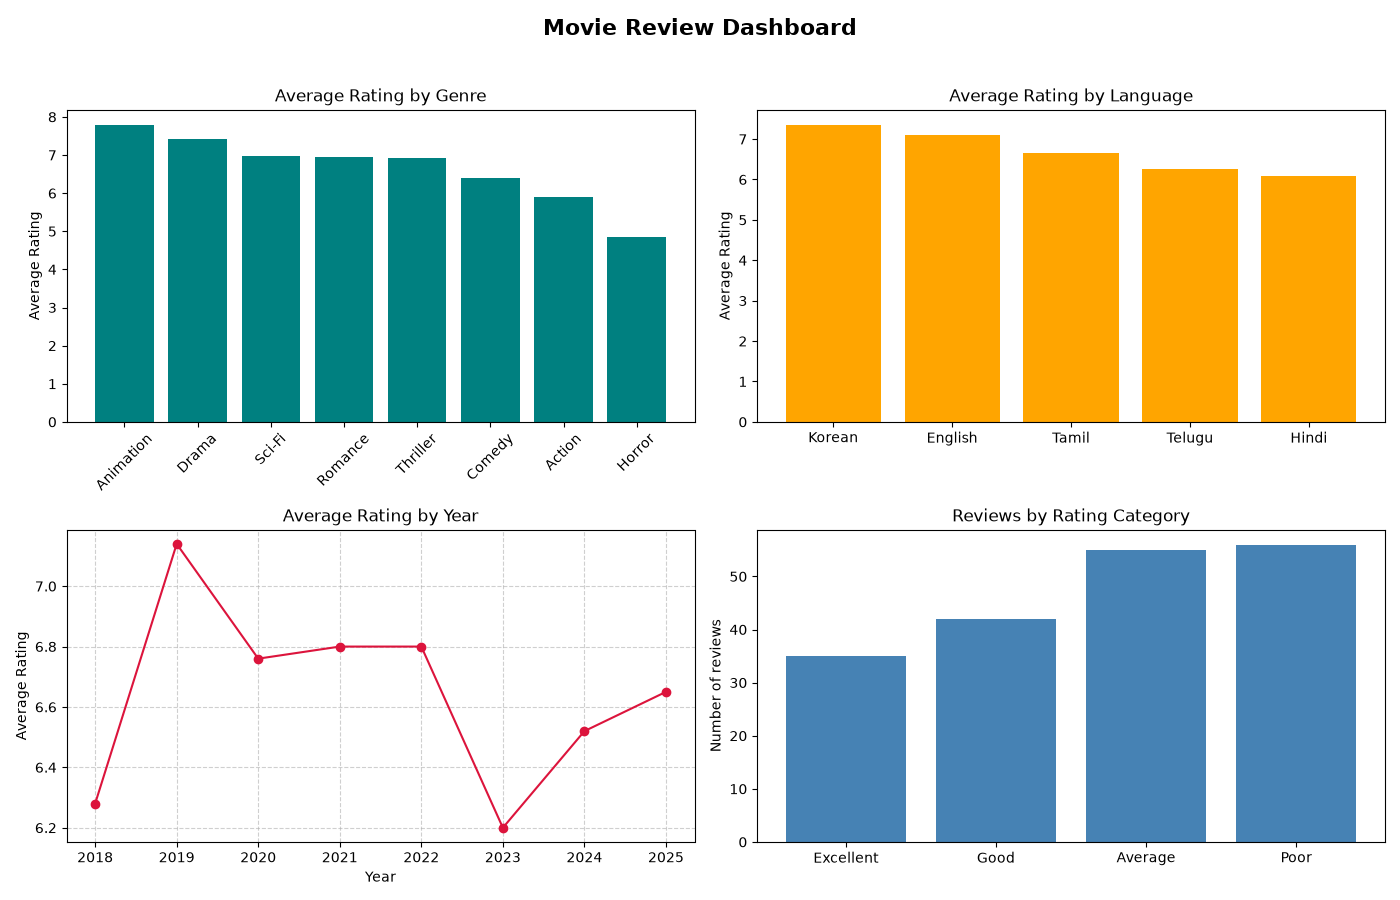 Movie Review Dashboard
Average Rating by Genre
Average Rating
8
7
6
5
4
3
2
1
0
Animation
Drama
Sci-Fi
Romance
Thriller
Comedy
Action
Horror
Average Rating by Language
Average Rating
7
6
5
4
3
2
1
0
Korean
English
Tamil
Telugu
Hindi
Average Rating by Year
Average Rating
7.0
6.8
6.6
6.4
6.2
2018
2019
2020
2021
2022
2023
2024
2025
Year
Reviews by Rating Category
Number of reviews
50
40
30
20
10
0
Excellent
Good
Average
Poor